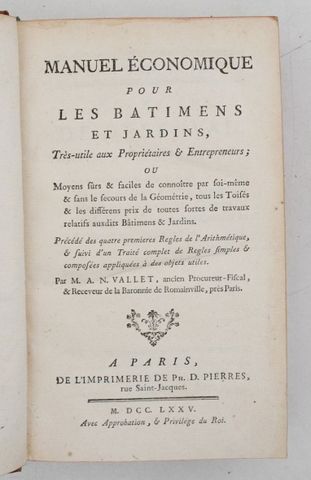 MANUEL ÉCONOMIQUE
POUR
LES BATIMENS
ET JARDINS,
Très-utile aux Propriétaires & Entrepreneurs;
OU
Moyens sûrs & faciles de connoître par soi-même
& sans le secours de la Géométrie, tous les Toisés
& les différens prix de toutes sortes de travaux
relatifs auxdits Bâtimens & Jardins.
Précédé des quatre premieres Regles de l'Arithmétique,
& suivi d'un Traité complet de Regles simples &
composées appliquées à des objets utiles.
Par M. A. N. VALLET, ancien Procureur-Fiscal,
& Receveur de la Baronnie de Romainville, près Paris.
A PARIS,
DE L'IMPRIMERIE DE PH. D. PIERRES,
rue Saint-Jacques.
M. DCC. LXXV.
Avec Approbation, & Privilége du Roi.